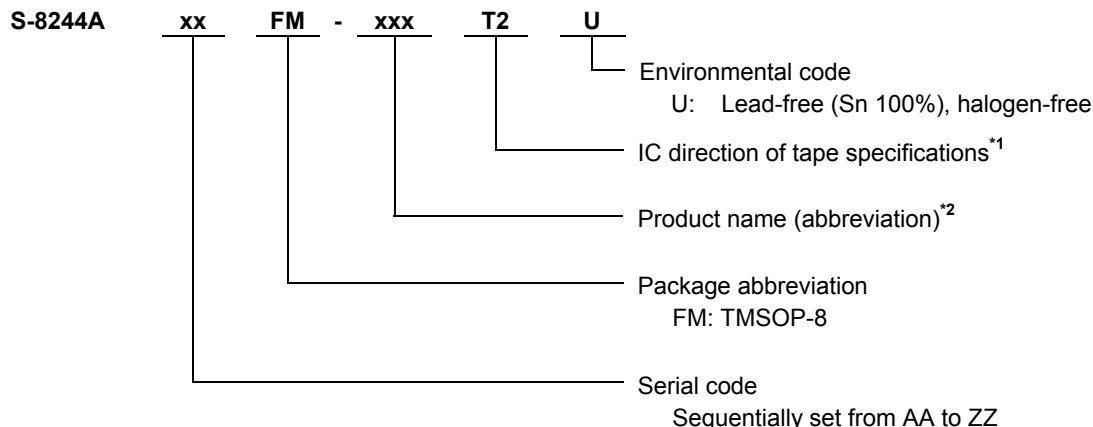 S-8244A xx FM - xxx T2 U
Environmental code
U: Lead-free (Sn 100%), halogen-free
IC direction of tape specifications*1
Product name (abbreviation)*2
Package abbreviation
FM: TMSOP-8
Serial code
Sequentially set from AA to ZZ